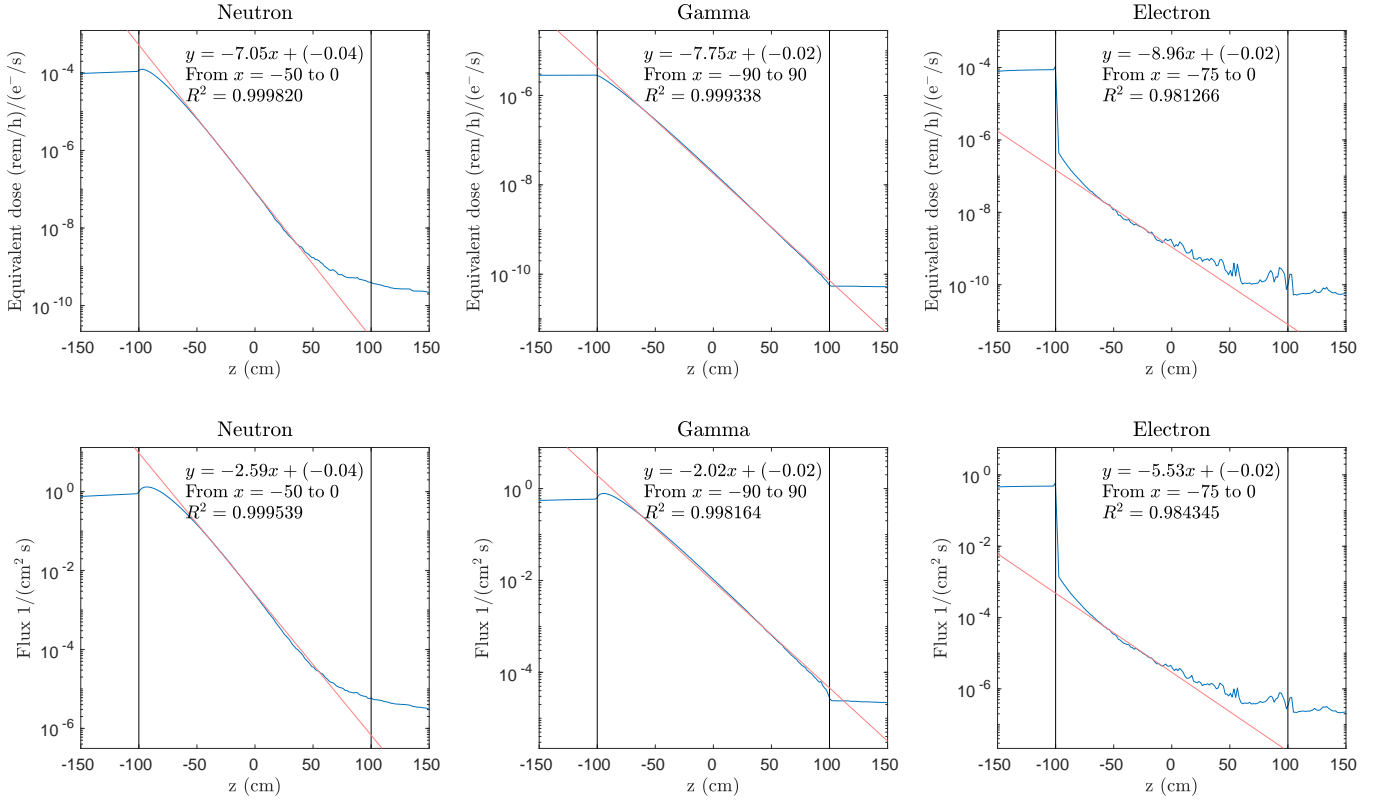 Neutron
y = −7.05x + (−0.04)
From x = −50 to 0
R² = 0.999820
Equivalent dose (rem/h)/(e⁻/s)
10⁻⁴
10⁻⁶
10⁻⁸
10⁻¹⁰
-150 -100 -50 0 50 100 150
z (cm)
Gamma
y = −7.75x + (−0.02)
From x = −90 to 90
R² = 0.999338
Equivalent dose (rem/h)/(e⁻/s)
10⁻⁶
10⁻⁸
10⁻¹⁰
-150 -100 -50 0 50 100 150
z (cm)
Electron
y = −8.96x + (−0.02)
From x = −75 to 0
R² = 0.981266
Equivalent dose (rem/h)/(e⁻/s)
10⁻⁴
10⁻⁶
10⁻⁸
10⁻¹⁰
-150 -100 -50 0 50 100 150
z (cm)
Neutron
y = −2.59x + (−0.04)
From x = −50 to 0
R² = 0.999539
Flux 1/(cm² s)
10⁰
10⁻²
10⁻⁴
10⁻⁶
-150 -100 -50 0 50 100 150
z (cm)
Gamma
y = −2.02x + (−0.02)
From x = −90 to 90
R² = 0.998164
Flux 1/(cm² s)
10⁰
10⁻²
10⁻⁴
-150 -100 -50 0 50 100 150
z (cm)
Electron
y = −5.53x + (−0.02)
From x = −75 to 0
R² = 0.984345
Flux 1/(cm² s)
10⁰
10⁻²
10⁻⁴
10⁻⁶
-150 -100 -50 0 50 100 150
z (cm)